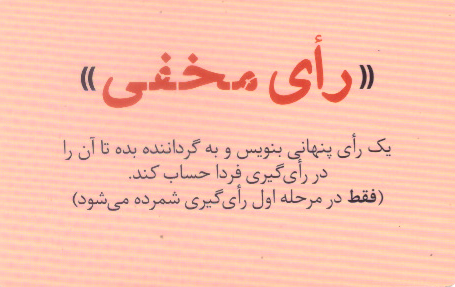 «رأی مخفی»
یک رأی پنهانی بنویس و به گرداننده بده تا آن را
در رأی‌گیری فردا حساب کند.
(فقط در مرحله اول رأی‌گیری شمرده می‌شود)